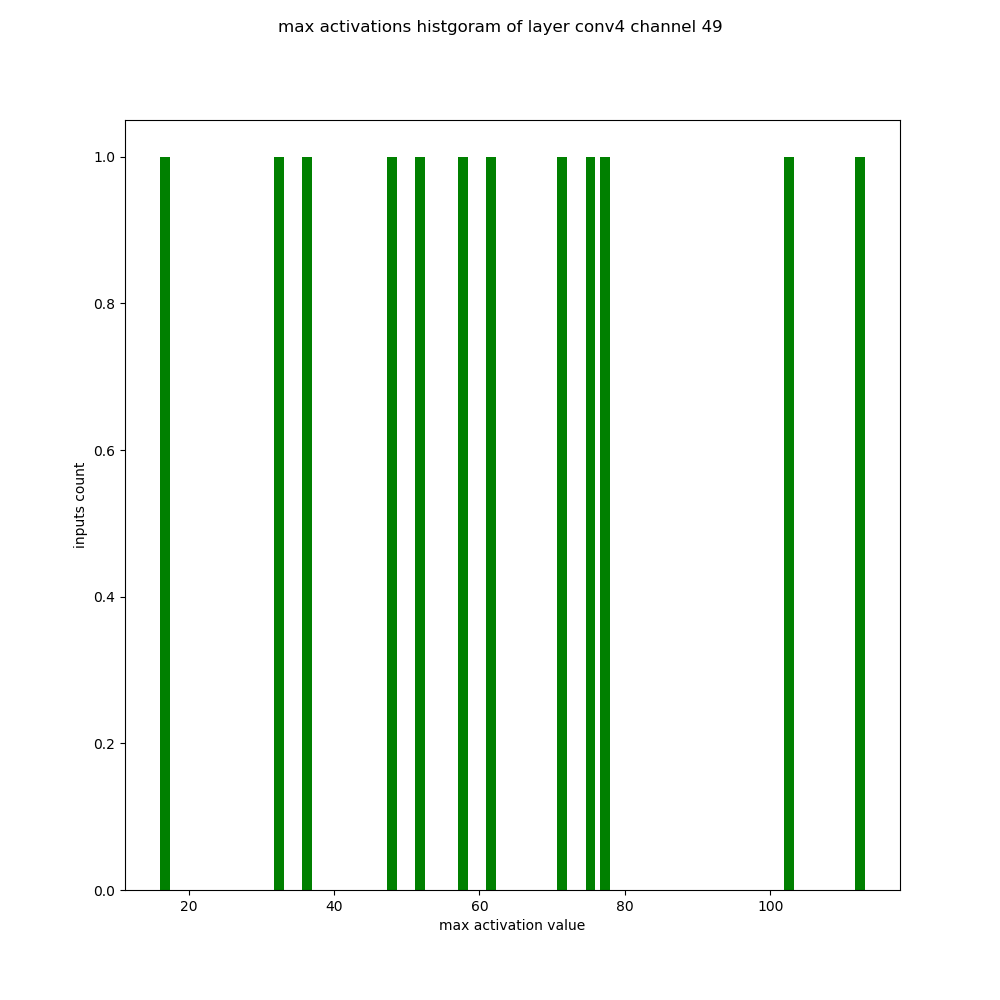 max activations histgoram of layer conv4 channel 49
1.0
0.8
0.6
0.4
0.2
0.0
inputs count
20 40 60 80 100
max activation value